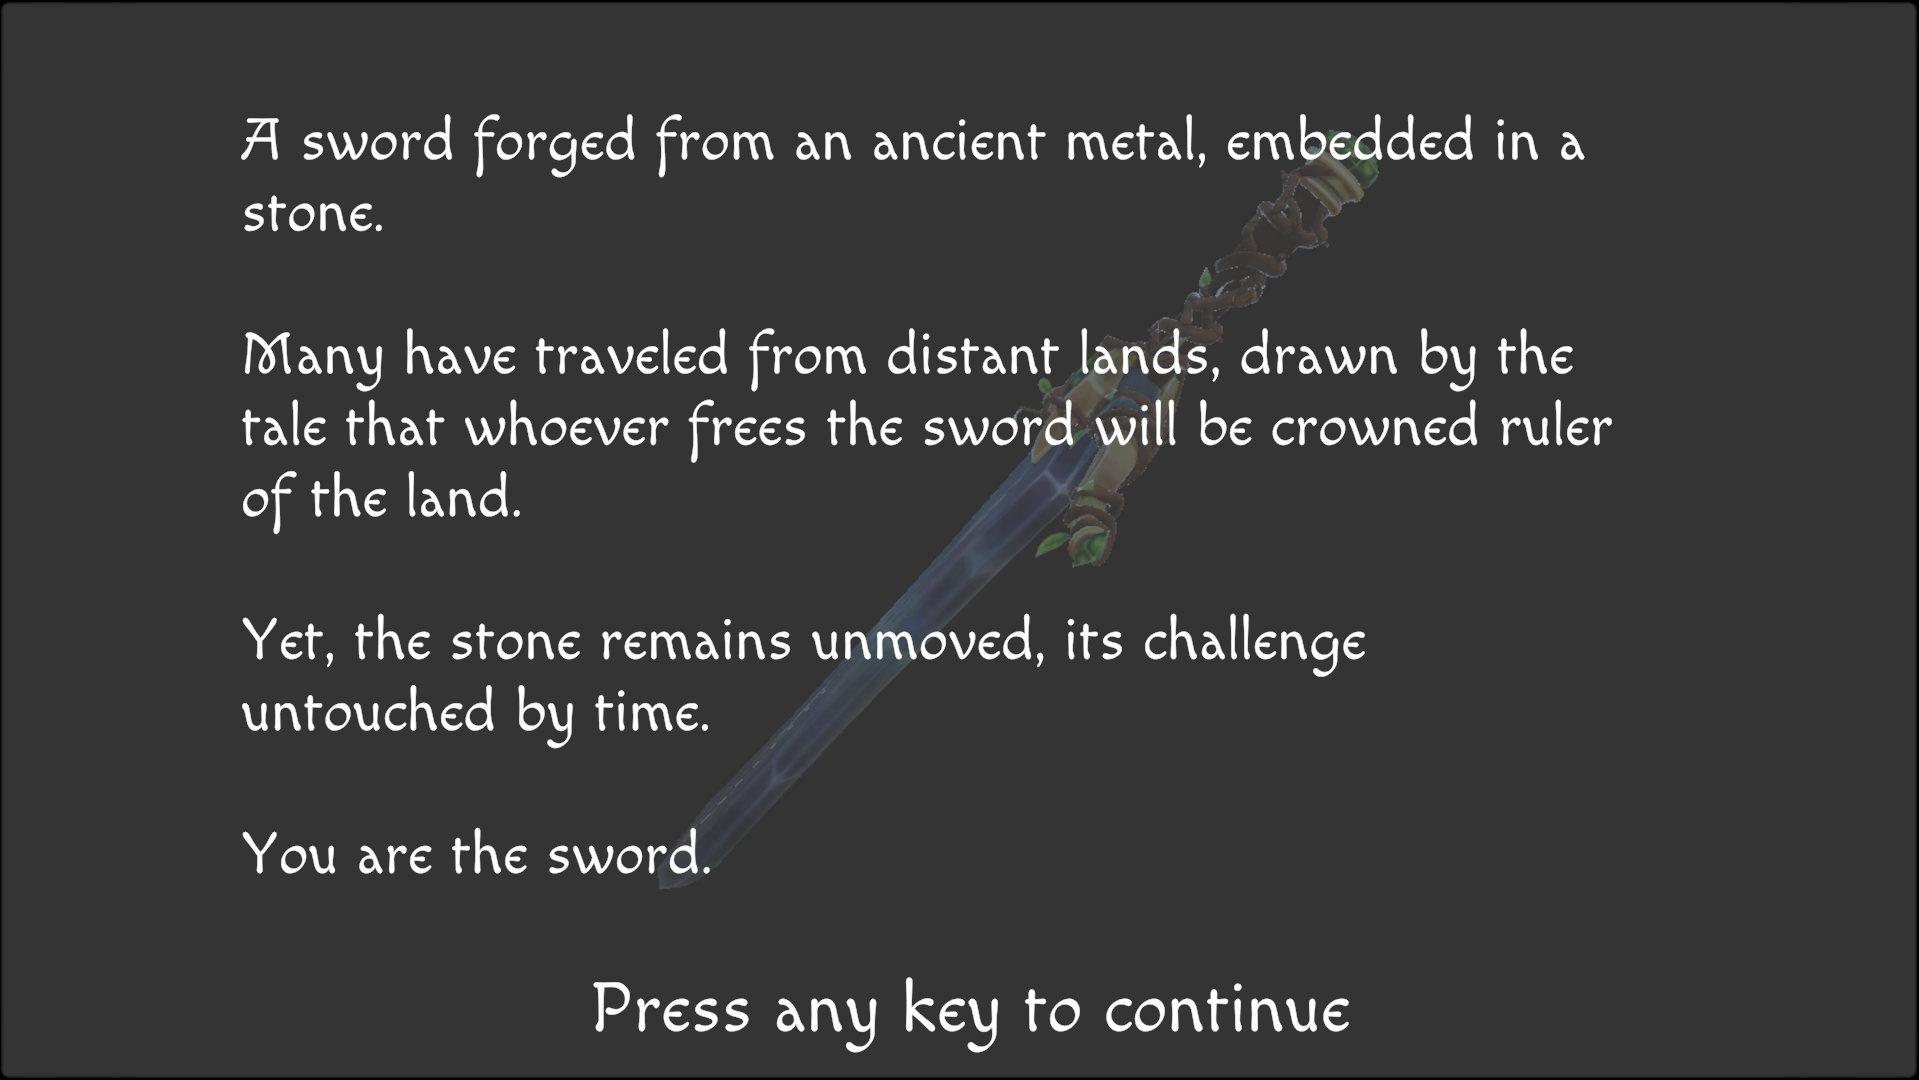 A sword forged from an ancient metal, embedded in a
stone.
Many have traveled from distant lands, drawn by the
tale that whoever frees the sword will be crowned ruler
of the land.
Yet, the stone remains unmoved, its challenge
untouched by time.
You are the sword.
Press any key to continue